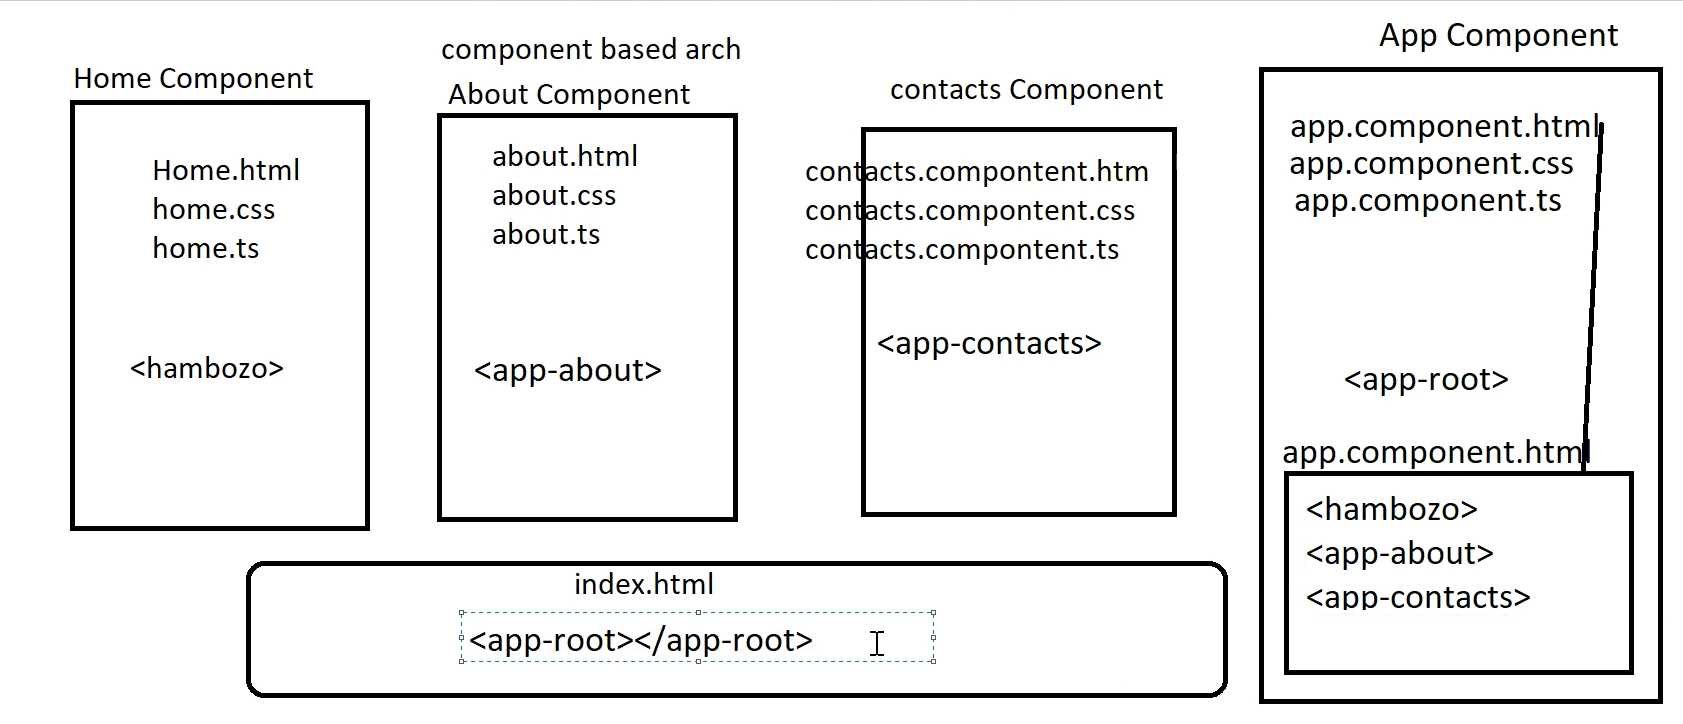 component based arch
Home Component
Home.html
home.css
home.ts
<hambozo>
About Component
about.html
about.css
about.ts
<app-about>
contacts Component
contacts.compontent.htm
contacts.compontent.css
contacts.compontent.ts
<app-contacts>
App Component
app.component.html
app.component.css
app.component.ts
<app-root>
app.component.html
<hambozo>
<app-about>
<app-contacts>
index.html
<app-root></app-root>